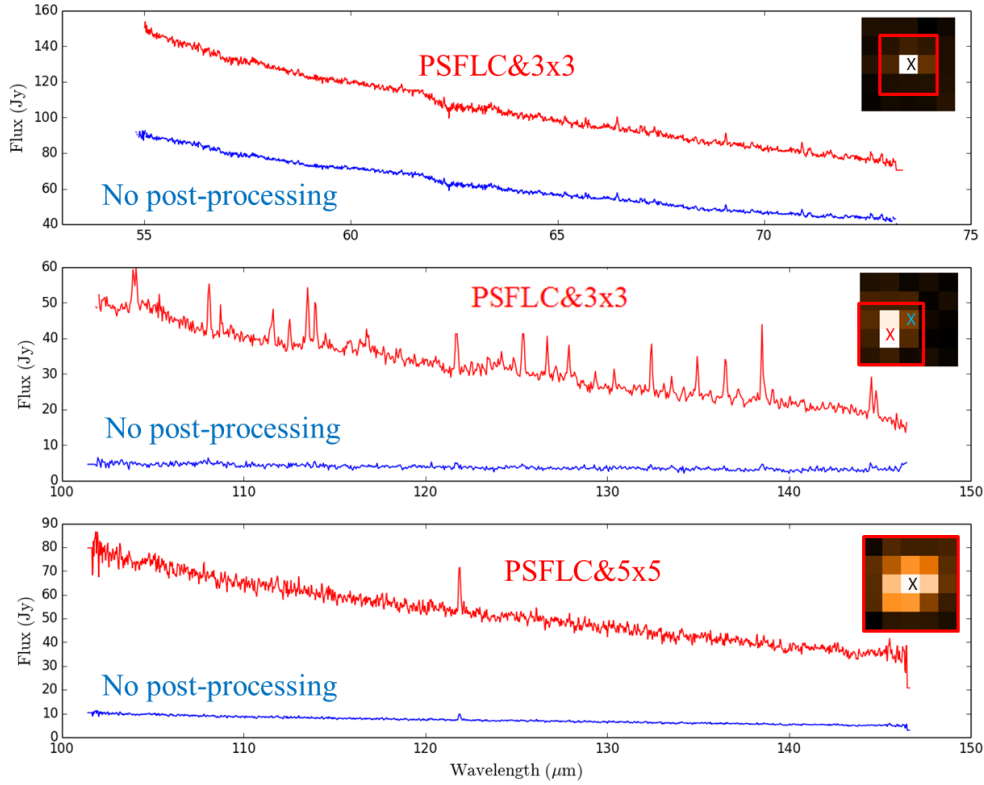 160
140
120
100
80
60
40
Flux (Jy)
PSFLC&3x3
X
No post-processing
55 60 65 70 75
60
50
40
30
20
10
0
Flux (Jy)
PSFLC&3x3
X
X
No post-processing
100 110 120 130 140 150
90
80
70
60
50
40
30
20
10
0
Flux (Jy)
PSFLC&5x5
X
No post-processing
100 110 120 130 140 150
Wavelength (μm)